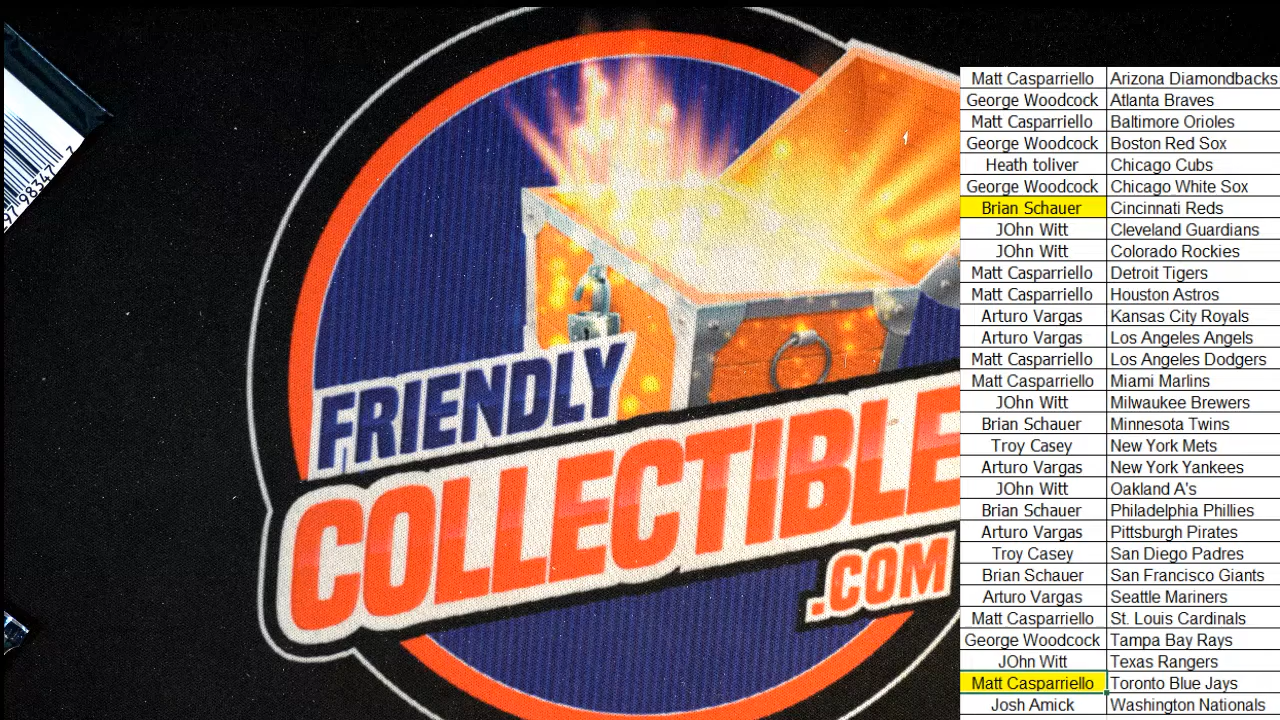 97 98347 7
FRIENDLY
COLLECTIBLE
.COM
Matt Casparriello Arizona Diamondbacks
George Woodcock Atlanta Braves
Matt Casparriello Baltimore Orioles
George Woodcock Boston Red Sox
Heath toliver Chicago Cubs
George Woodcock Chicago White Sox
Brian Schauer Cincinnati Reds
JOhn Witt Cleveland Guardians
JOhn Witt Colorado Rockies
Matt Casparriello Detroit Tigers
Matt Casparriello Houston Astros
Arturo Vargas Kansas City Royals
Arturo Vargas Los Angeles Angels
Matt Casparriello Los Angeles Dodgers
Matt Casparriello Miami Marlins
JOhn Witt Milwaukee Brewers
Brian Schauer Minnesota Twins
Troy Casey New York Mets
Arturo Vargas New York Yankees
JOhn Witt Oakland A's
Brian Schauer Philadelphia Phillies
Arturo Vargas Pittsburgh Pirates
Troy Casey San Diego Padres
Brian Schauer San Francisco Giants
Arturo Vargas Seattle Mariners
Matt Casparriello St. Louis Cardinals
George Woodcock Tampa Bay Rays
JOhn Witt Texas Rangers
Matt Casparriello Toronto Blue Jays
Josh Amick Washington Nationals